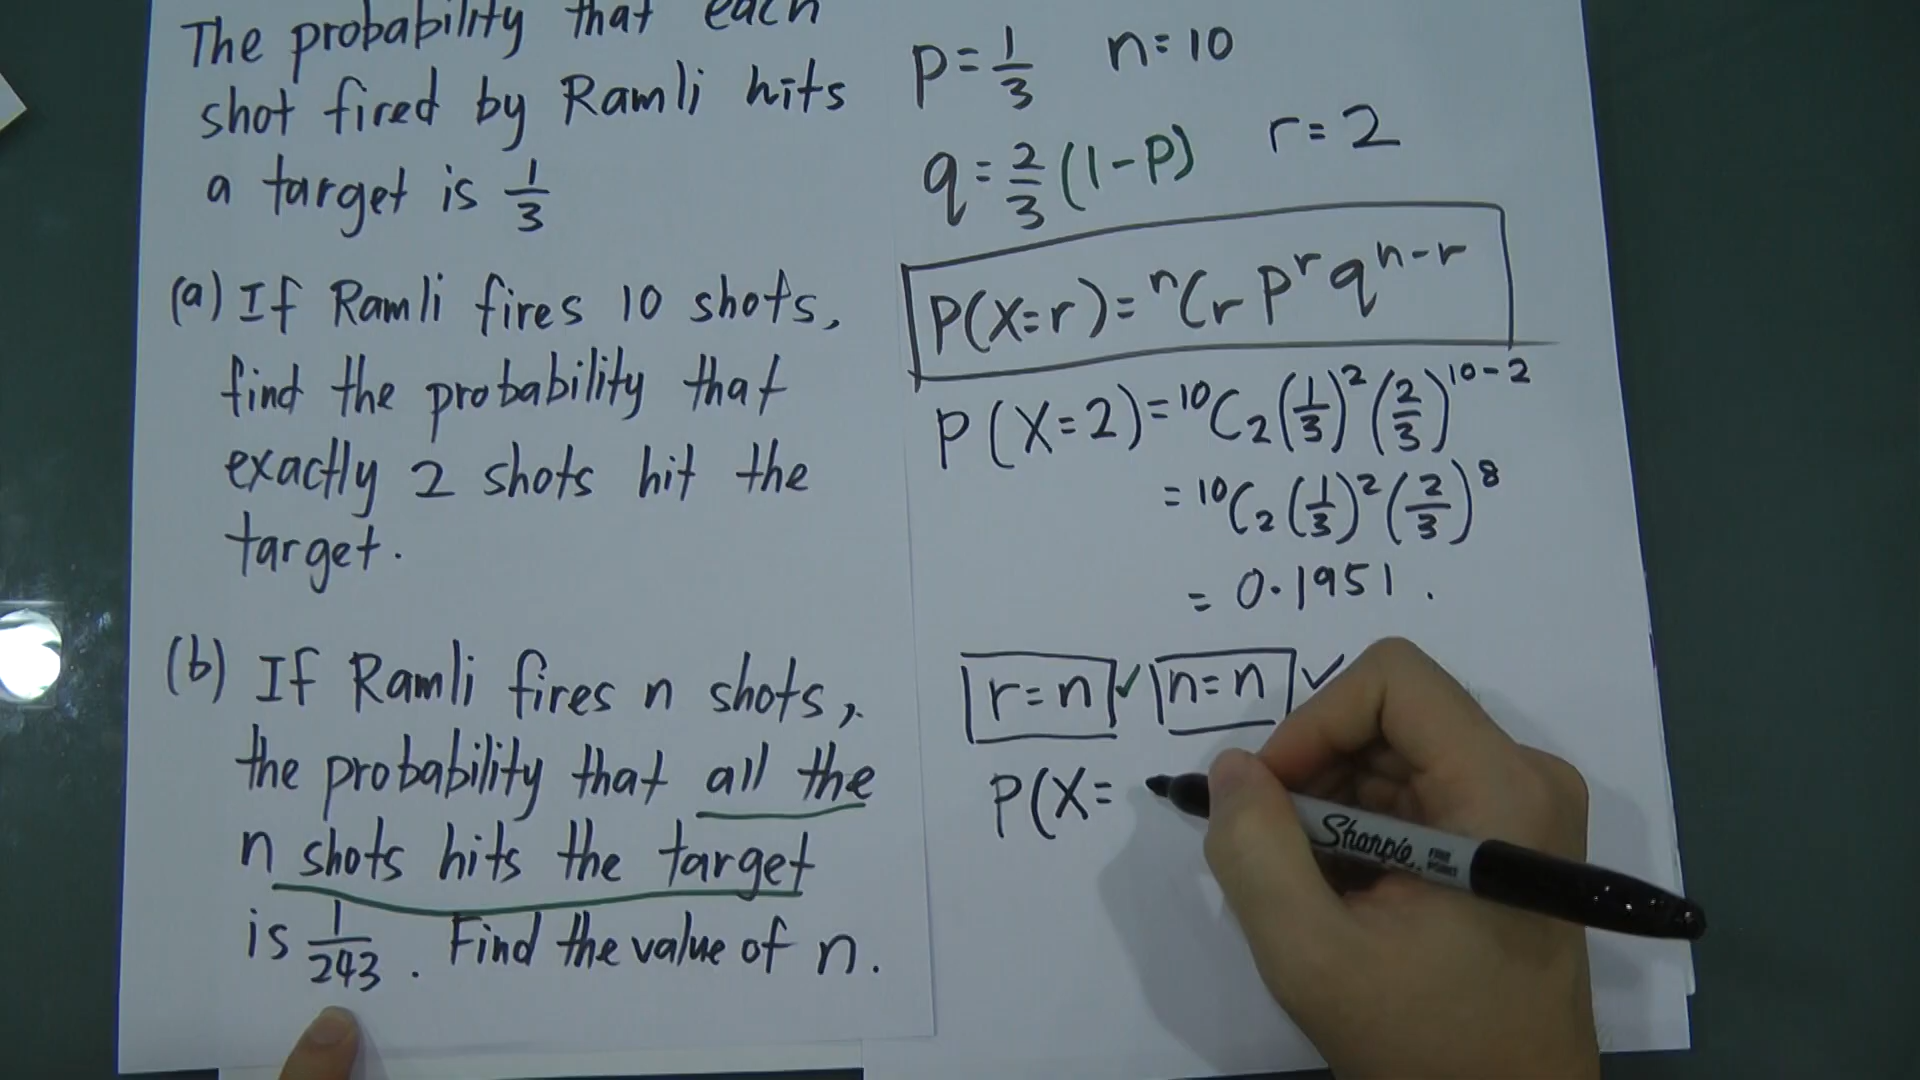 The probability that each
shot fired by Ramli hits
a target is 1/3
(a) If Ramli fires 10 shots,
find the probability that
exactly 2 shots hit the
target.
(b) If Ramli fires n shots,
the probability that all the
n shots hits the target
is 1/243. Find the value of n.
p=1/3 n=10
q=2/3 (1-p) r=2
P(X=r)=ⁿCr pʳ qⁿ⁻ʳ
P(X=2)=¹⁰C₂(1/3)²(2/3)¹⁰⁻²
=¹⁰C₂(1/3)²(2/3)⁸
= 0.1951.
r=n ✓ n=n ✓
P(X=
Sharpie.
FINE POINT